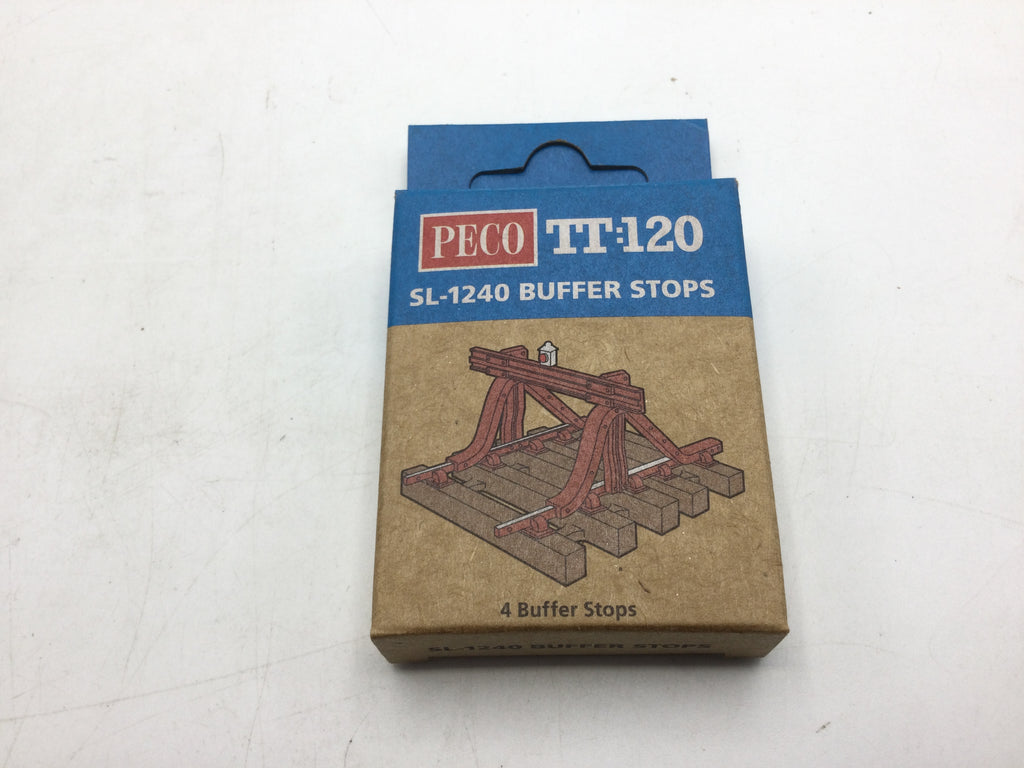 PECO TT:120
SL-1240 BUFFER STOPS
4 Buffer Stops
SL-1240 BUFFER STOPS